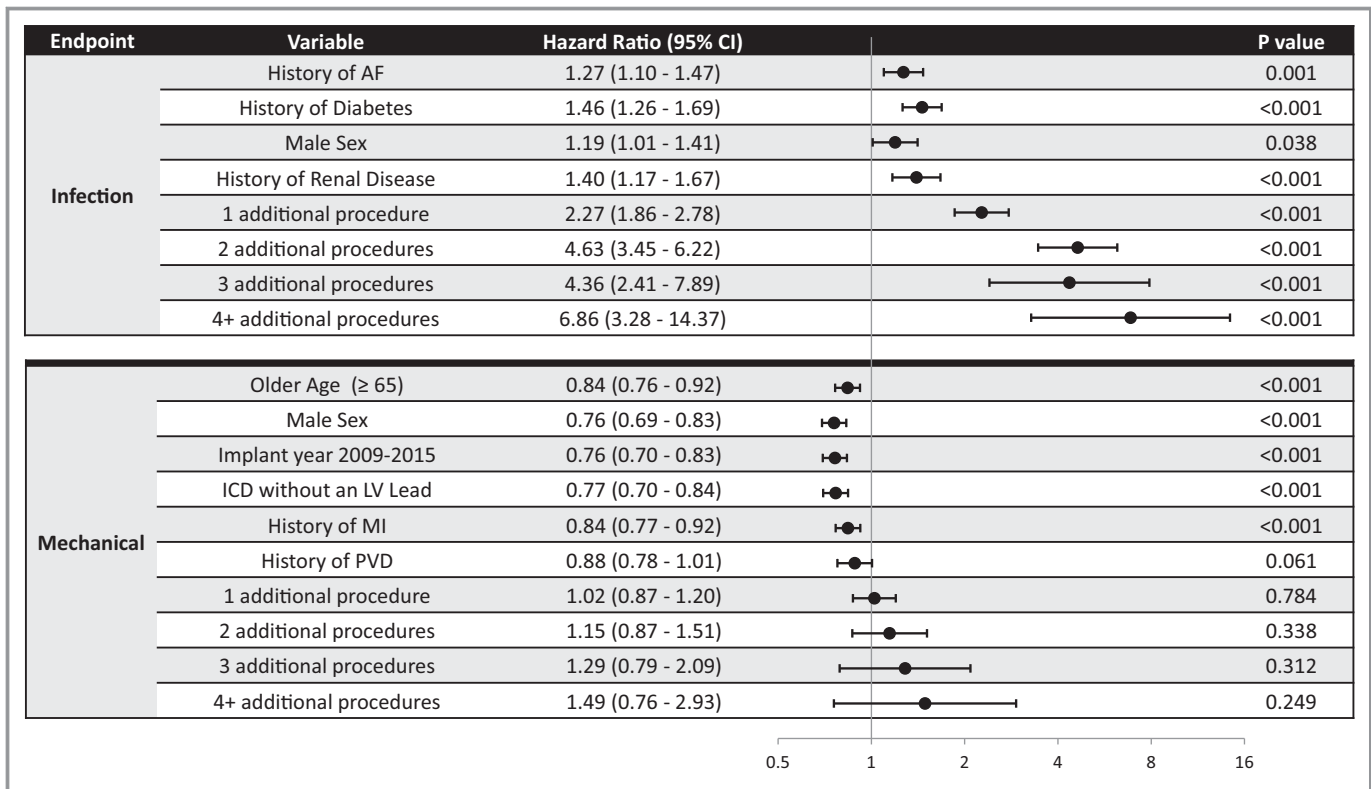 Endpoint Variable Hazard Ratio (95% CI) P value
Infection
History of AF 1.27 (1.10 - 1.47) 0.001
History of Diabetes 1.46 (1.26 - 1.69) <0.001
Male Sex 1.19 (1.01 - 1.41) 0.038
History of Renal Disease 1.40 (1.17 - 1.67) <0.001
1 additional procedure 2.27 (1.86 - 2.78) <0.001
2 additional procedures 4.63 (3.45 - 6.22) <0.001
3 additional procedures 4.36 (2.41 - 7.89) <0.001
4+ additional procedures 6.86 (3.28 - 14.37) <0.001
Mechanical
Older Age (≥ 65) 0.84 (0.76 - 0.92) <0.001
Male Sex 0.76 (0.69 - 0.83) <0.001
Implant year 2009-2015 0.76 (0.70 - 0.83) <0.001
ICD without an LV Lead 0.77 (0.70 - 0.84) <0.001
History of MI 0.84 (0.77 - 0.92) <0.001
History of PVD 0.88 (0.78 - 1.01) 0.061
1 additional procedure 1.02 (0.87 - 1.20) 0.784
2 additional procedures 1.15 (0.87 - 1.51) 0.338
3 additional procedures 1.29 (0.79 - 2.09) 0.312
4+ additional procedures 1.49 (0.76 - 2.93) 0.249
0.5 1 2 4 8 16